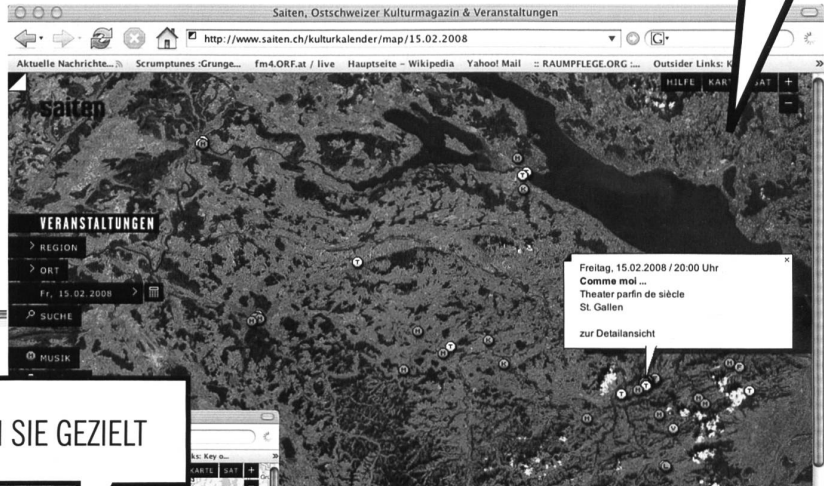 Saiten, Ostschweizer Kulturmagazin & Veranstaltungen
http://www.saiten.ch/kulturkalender/map/15.02.2008
G
Aktuelle Nachrichte...
Scrumptunes :Grunge...
fm4.ORF.at / live
Hauptseite – Wikipedia
Yahoo! Mail
:: RAUMPFLEGE.ORG :...
Outsider Links: K
HILFE
KART
SAT
+
–
saiten
VERANSTALTUNGEN
> REGION
> ORT
Fr, 15.02.2008 >
SUCHE
M MUSIK
Freitag, 15.02.2008 / 20:00 Uhr
Comme moi ...
Theater parfin de siècle
St. Gallen
zur Detailansicht
SIE GEZIELT
ks: Key o...
KARTE
SAT
+